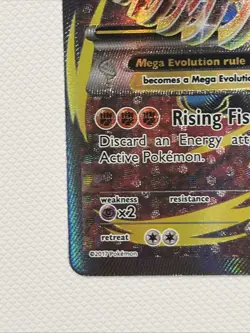 Mega Evolution rule
becomes a Mega Evolutio
Rising Fis
Discard an Energy att
Active Pokémon.
weakness resistance
×2
retreat
©2017 Pokémon